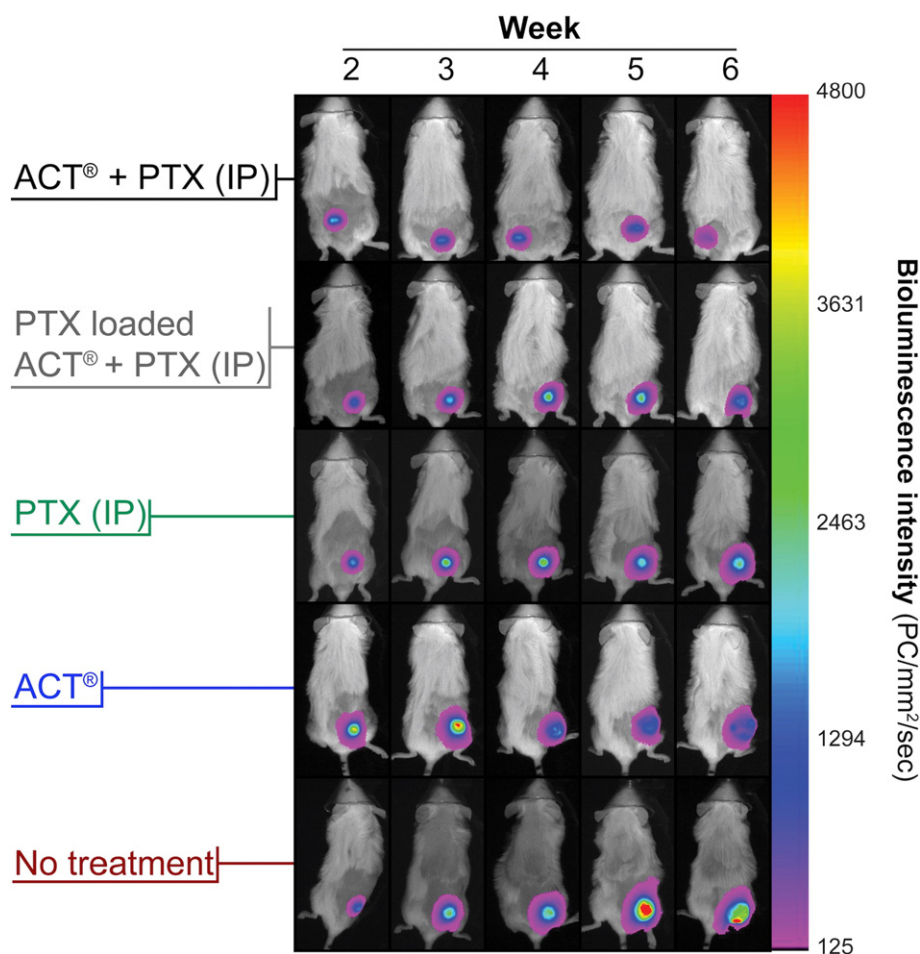 Week
2 3 4 5 6
ACT® + PTX (IP)
PTX loaded
ACT® + PTX (IP)
PTX (IP)
ACT®
No treatment
4800
3631
2463
1294
125
Bioluminescence intensity (PC/mm²/sec)